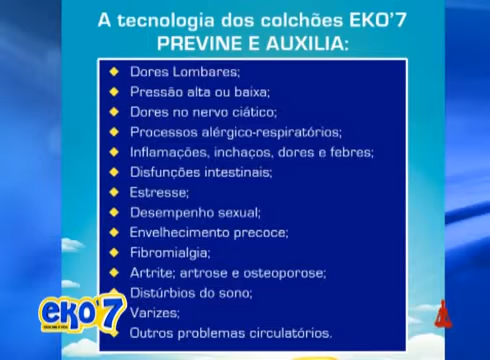 A tecnologia dos colchões EKO'7
PREVINE E AUXILIA:
Dores Lombares;
Pressão alta ou baixa;
Dores no nervo ciático;
Processos alérgico-respiratórios;
Inflamações, inchaços, dores e febres;
Disfunções intestinais;
Estresse;
Desempenho sexual;
Envelhecimento precoce;
Fibromialgia;
Artrite; artrose e osteoporose;
Distúrbios do sono;
Varizes;
Outros problemas circulatórios.
eko'7